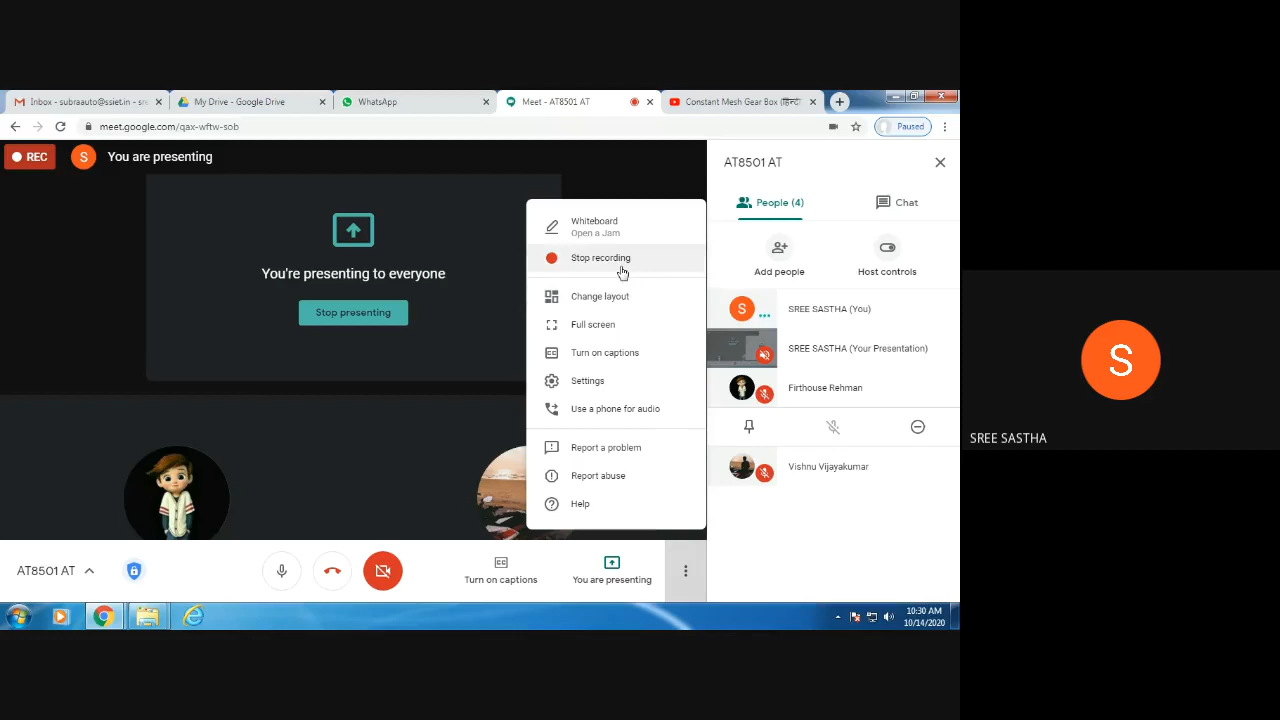 Inbox - subraauto@ssiet.in - sre
My Drive - Google Drive
WhatsApp
Meet - AT8501 AT
Constant Mesh Gear Box (हिन्दी
meet.google.com/qax-wftw-sob
Paused
REC
S
You are presenting
AT8501 AT
People (4)
Chat
Whiteboard
Open a Jam
Stop recording
You're presenting to everyone
Stop presenting
Add people
Host controls
Change layout
Full screen
Turn on captions
Settings
Use a phone for audio
Report a problem
Report abuse
Help
S
SREE SASTHA (You)
SREE SASTHA (Your Presentation)
Firthouse Rehman
Vishnu Vijayakumar
S
SREE SASTHA
AT8501 AT
Turn on captions
You are presenting
10:30 AM
10/14/2020